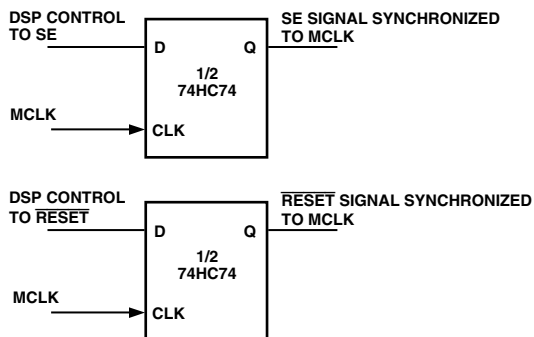 DSP CONTROL
TO SE
D
Q
SE SIGNAL SYNCHRONIZED
TO MCLK
1/2
74HC74
MCLK
CLK
DSP CONTROL
TO RESET
D
Q
RESET SIGNAL SYNCHRONIZED
TO MCLK
1/2
74HC74
MCLK
CLK